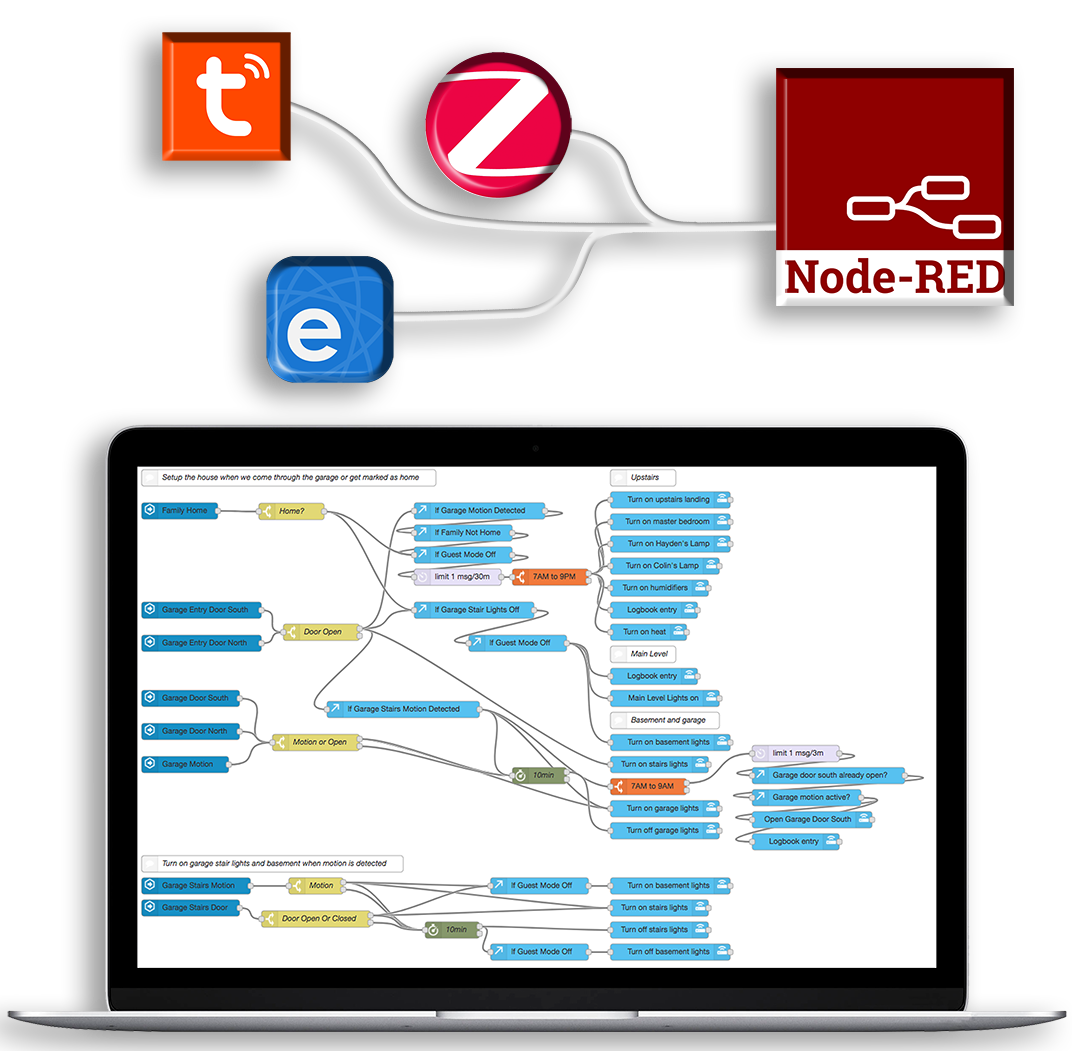 t
Z
e
Node-RED
Setup the house when we come through the garage or get marked as home
Upstairs
Family Home
Home?
If Garage Motion Detected
Turn on upstairs landing
If Family Not Home
Turn on master bedroom
If Guest Mode Off
Turn on Hayden's Lamp
limit 1 msg/30m
7AM to 9PM
Turn on Colin's Lamp
Turn on humidifiers
Garage Entry Door South
If Garage Stair Lights Off
Logbook entry
Door Open
Turn on heat
Garage Entry Door North
If Guest Mode Off
Main Level
Logbook entry
Garage Door South
Main Level Lights on
If Garage Stairs Motion Detected
Basement and garage
Garage Door North
Motion or Open
Turn on basement lights
limit 1 msg/3m
Garage Motion
Turn on stairs lights
10min
Garage door south already open?
7AM to 9AM
Garage motion active?
Turn on garage lights
Open Garage Door South
Turn off garage lights
Logbook entry
Turn on garage stair lights and basement when motion is detected
Garage Stairs Motion
Motion
If Guest Mode Off
Turn on basement lights
Garage Stairs Door
Turn on stairs lights
Door Open Or Closed
10min
Turn off stairs lights
If Guest Mode Off
Turn off basement lights